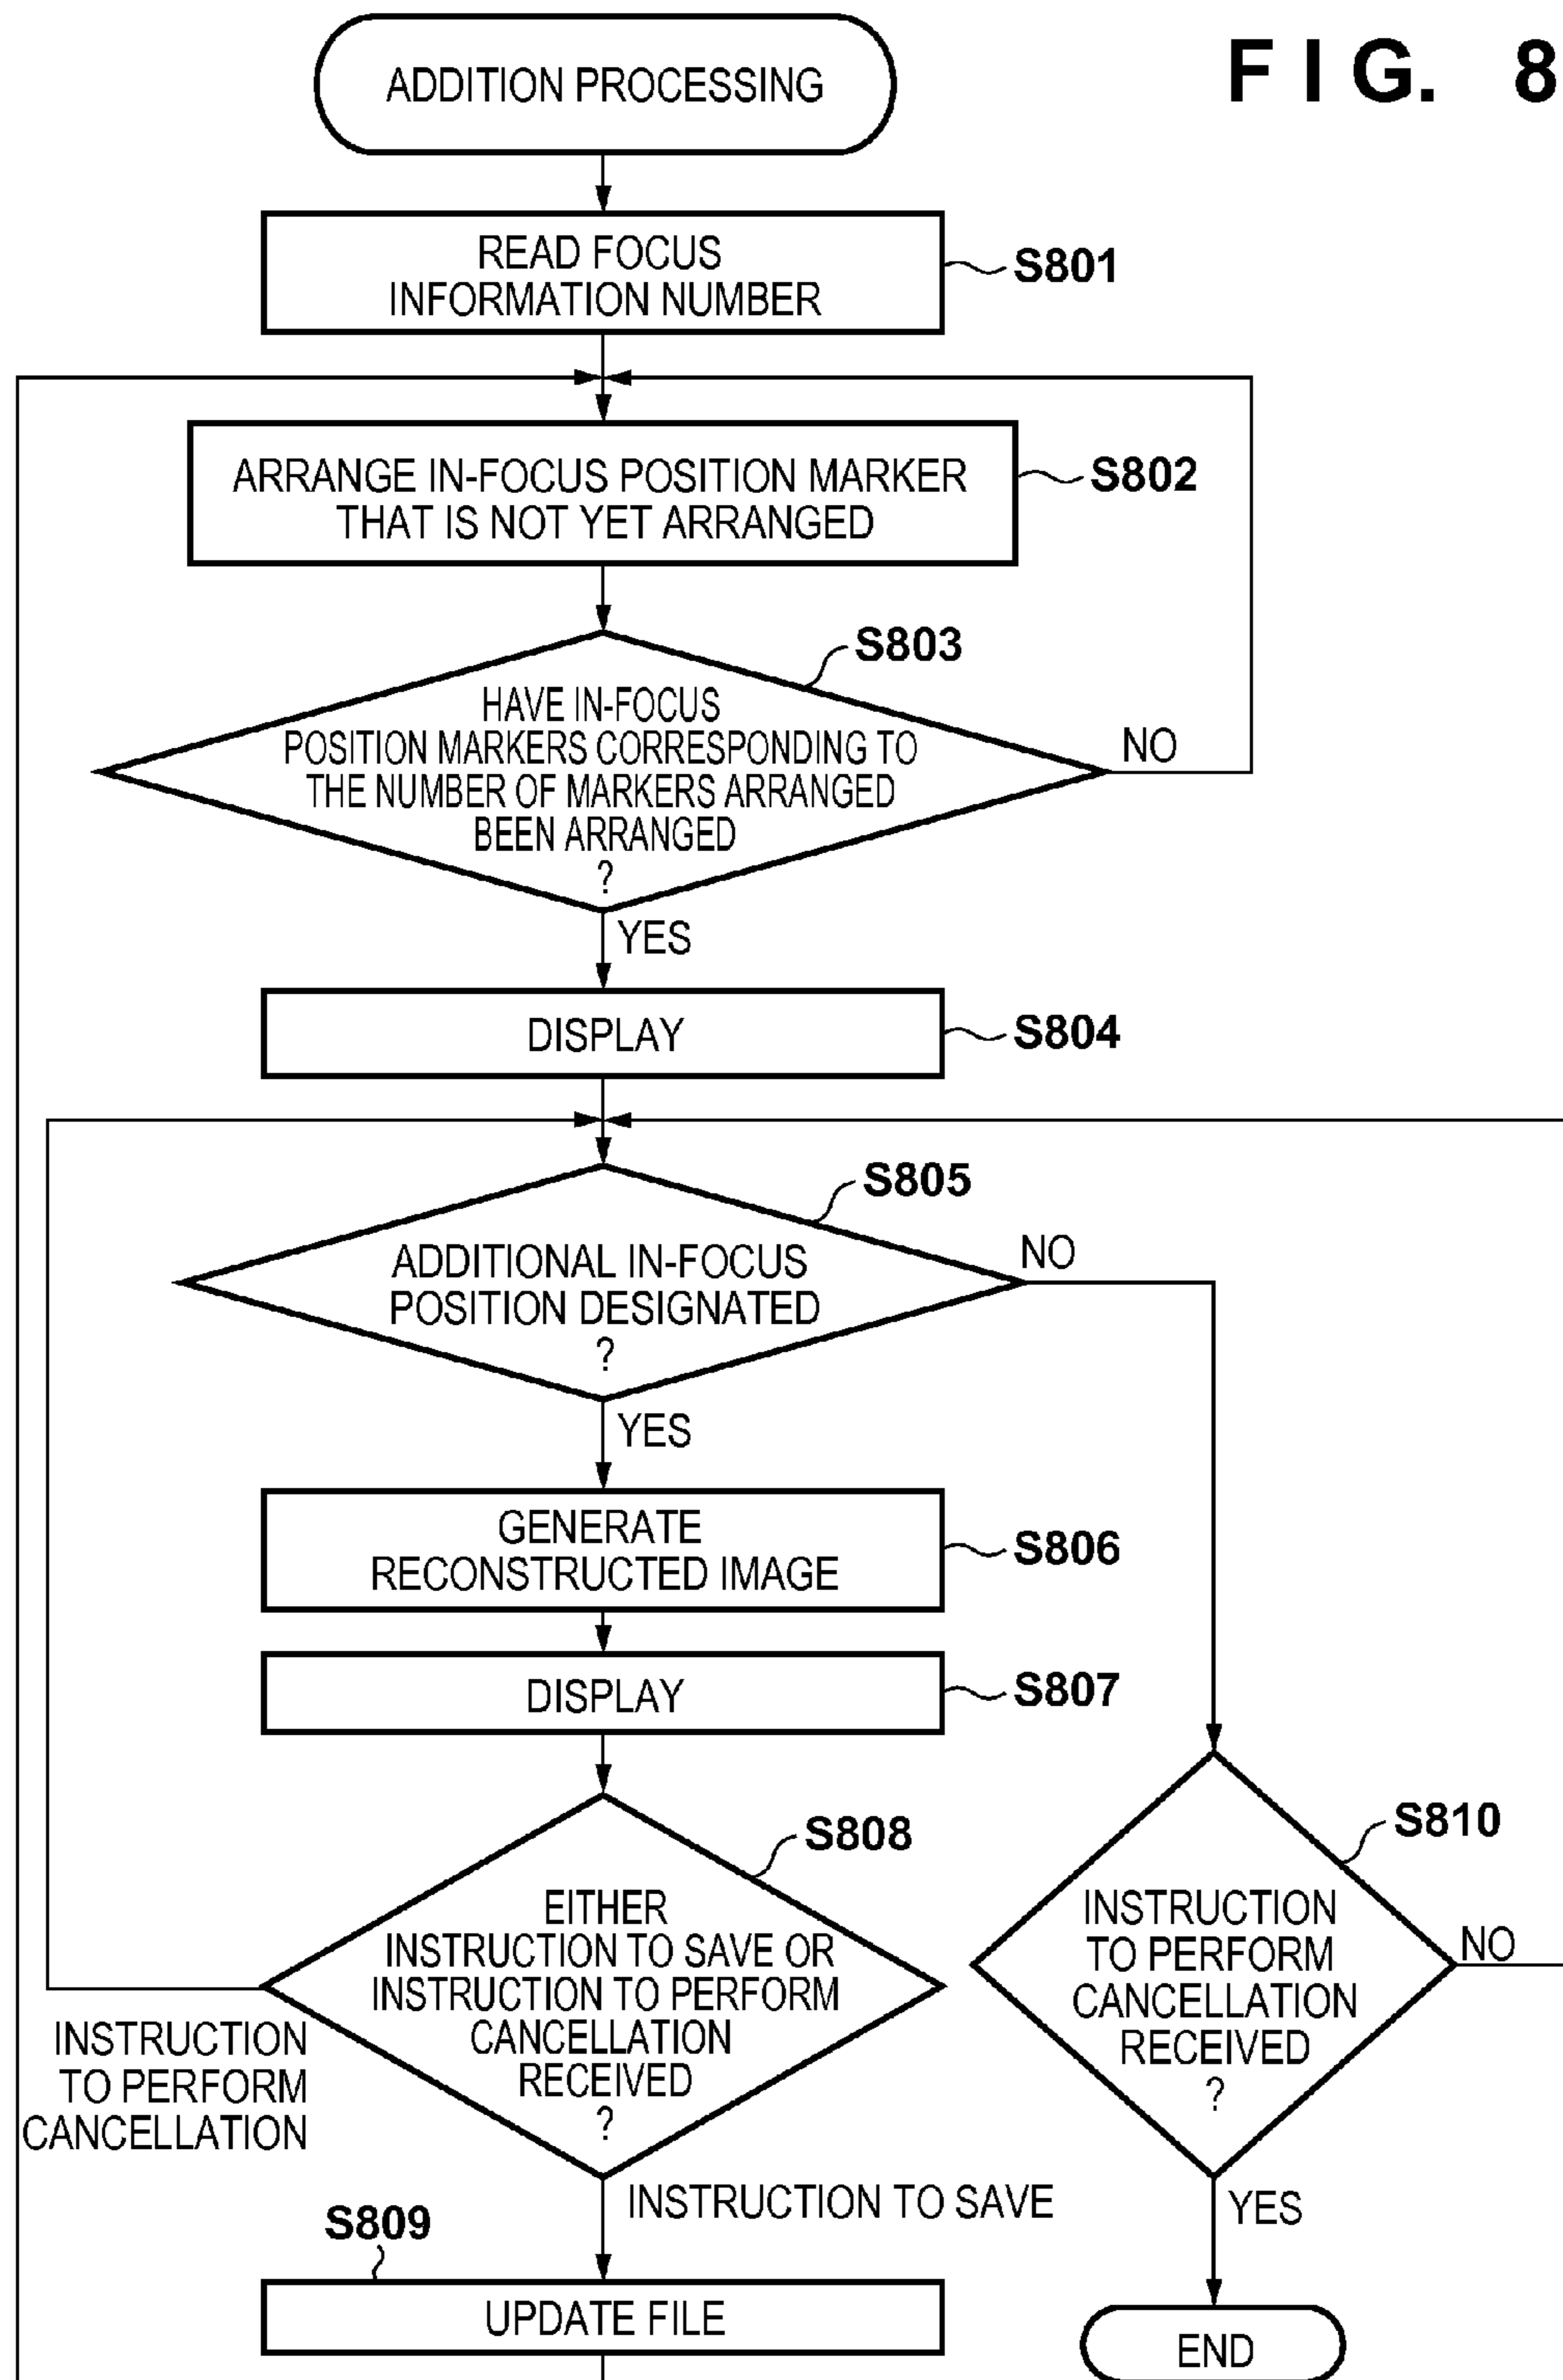 FIG. 8
ADDITION PROCESSING
READ FOCUS
INFORMATION NUMBER
S801
ARRANGE IN-FOCUS POSITION MARKER
THAT IS NOT YET ARRANGED
S802
S803
HAVE IN-FOCUS
POSITION MARKERS CORRESPONDING TO
THE NUMBER OF MARKERS ARRANGED
BEEN ARRANGED
?
NO
YES
DISPLAY
S804
S805
ADDITIONAL IN-FOCUS
POSITION DESIGNATED
?
NO
YES
GENERATE
RECONSTRUCTED IMAGE
S806
DISPLAY
S807
S808
EITHER
INSTRUCTION TO SAVE OR
INSTRUCTION TO PERFORM
CANCELLATION
RECEIVED
?
INSTRUCTION
TO PERFORM
CANCELLATION
INSTRUCTION TO SAVE
S809
UPDATE FILE
S810
INSTRUCTION
TO PERFORM
CANCELLATION
RECEIVED
?
NO
YES
END